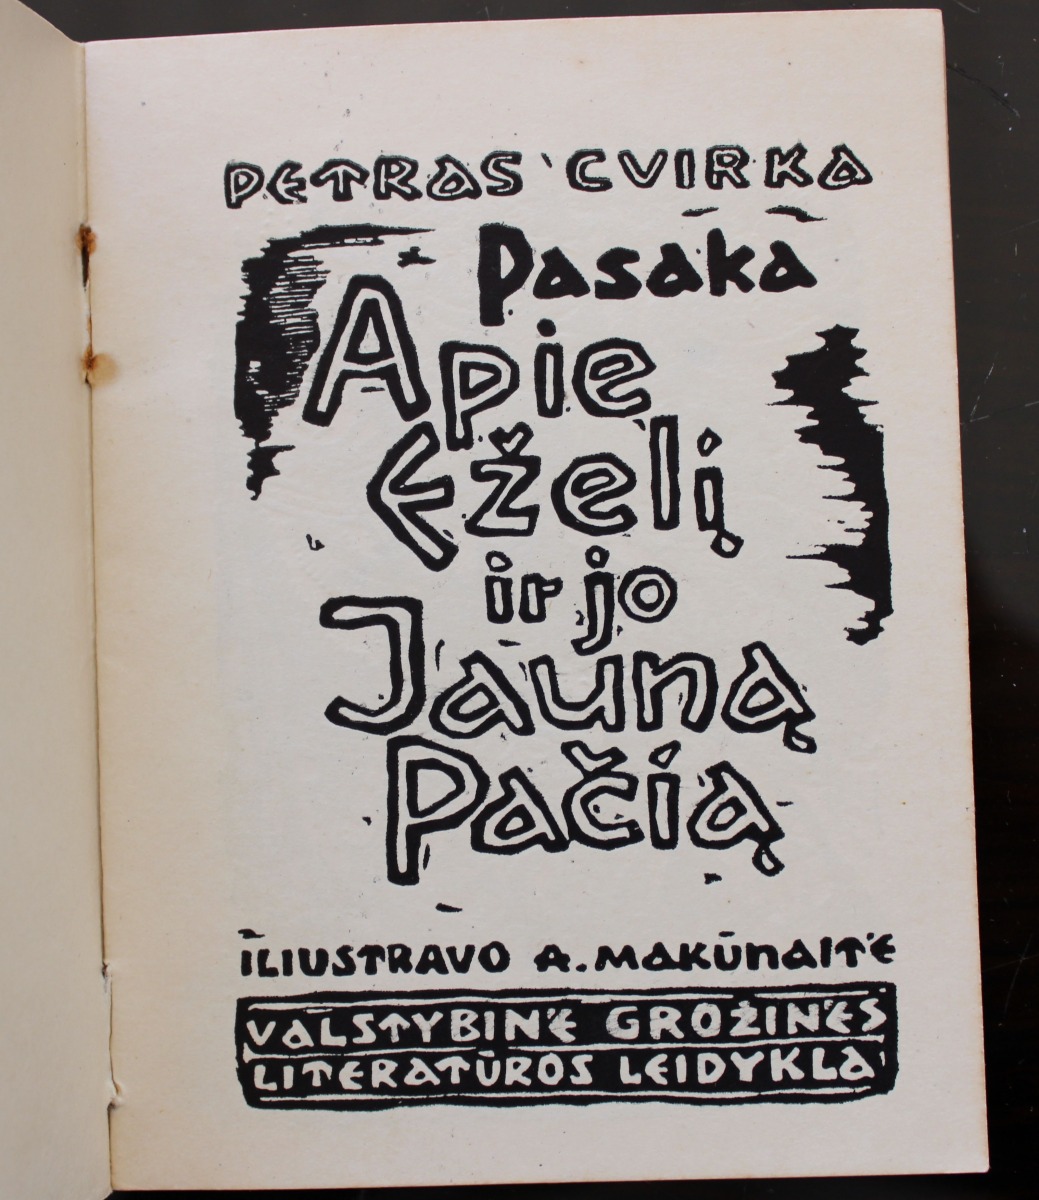 PETRAS CVIRKA
Pasaka
Apie
Eželį
ir jo
Jauną
Pačią
ILIUSTRAVO A. MAKŪNAITĖ
VALSTYBINĖ GROŽINĖS
LITERATŪROS LEIDYKLA